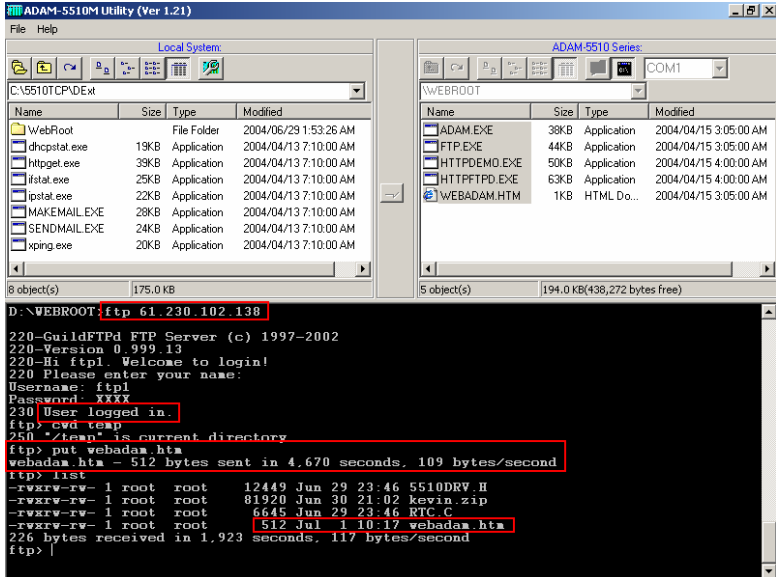 ADAM-5510M Utility (Ver 1.21)
File Help
Local System:
ADAM-5510 Series:
COM1
C:\5510TCP\DExt
\WEBROOT
Name Size Type Modified
WebRoot File Folder 2004/06/29 1:53:26 AM
dhcpstat.exe 19KB Application 2004/04/13 7:10:00 AM
httpget.exe 39KB Application 2004/04/13 7:10:00 AM
ifstat.exe 25KB Application 2004/04/13 7:10:00 AM
ipstat.exe 22KB Application 2004/04/13 7:10:00 AM
MAKEMAIL.EXE 28KB Application 2004/04/13 7:10:00 AM
SENDMAIL.EXE 24KB Application 2004/04/13 7:10:00 AM
xping.exe 20KB Application 2004/04/13 7:10:00 AM
8 object(s) 175.0 KB
Name Size Type Modified
ADAM.EXE 38KB Application 2004/04/15 3:05:00 AM
FTP.EXE 44KB Application 2004/04/15 3:05:00 AM
HTTPDEMO.EXE 50KB Application 2004/04/15 4:00:00 AM
HTTPFTPD.EXE 63KB Application 2004/04/15 4:00:00 AM
WEBADAM.HTM 1KB HTML Do... 2004/04/15 3:05:00 AM
5 object(s) 194.0 KB(438,272 bytes free)
D:\WEBROOT>ftp 61.230.102.138
220-GuildFTPd FTP Server (c) 1997-2002
220-Version 0.999.13
220-Hi ftp1. Welcome to login!
220 Please enter your name:
Username: ftp1
Password: XXXX
230 User logged in.
ftp> cwd temp
250 "/temp" is current directory
ftp> put webadam.htm
webadam.htm - 512 bytes sent in 4,670 seconds, 109 bytes/second
ftp> list
-rwxrw-rw- 1 root root 12449 Jun 29 23:46 5510DRV.H
-rwxrw-rw- 1 root root 81920 Jun 30 21:02 kevin.zip
-rwxrw-rw- 1 root root 6645 Jun 29 23:46 RTC.C
-rwxrw-rw- 1 root root 512 Jul 1 10:17 webadam.htm
226 bytes received in 1,923 seconds, 117 bytes/second
ftp>